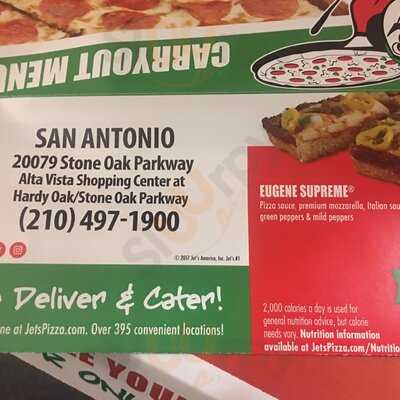 CARRYOUT MENU
SAN ANTONIO
20079 Stone Oak Parkway
Alta Vista Shopping Center at
Hardy Oak/Stone Oak Parkway
(210) 497-1900
© 2017 Jet's America, Inc. Jet's #1
EUGENE SUPREME®
Pizza sauce, premium mozzarella, Italian sau
green peppers & mild peppers
Deliver & Cater!
ne at JetsPizza.com. Over 395 convenient locations!
2,000 calories a day is used for
general nutrition advice, but calorie
needs vary. Nutrition information
available at JetsPizza.com/Nutritio